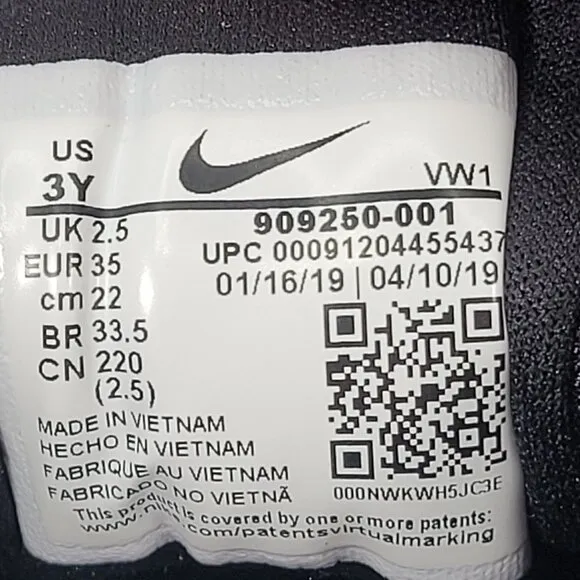 US
3Y
VW1
UK 2.5
909250-001
EUR 35
UPC 00091204455437
cm 22
01/16/19 | 04/10/19
BR 33.5
CN 220
(2.5)
MADE IN VIETNAM
HECHO EN VIETNAM
FABRIQUE AU VIETNAM
FABRICADO NO VIETNÃ
000NWKWH5JC3E
This product is covered by one or more patents:
www.nike.com/patentsvirtualmarking